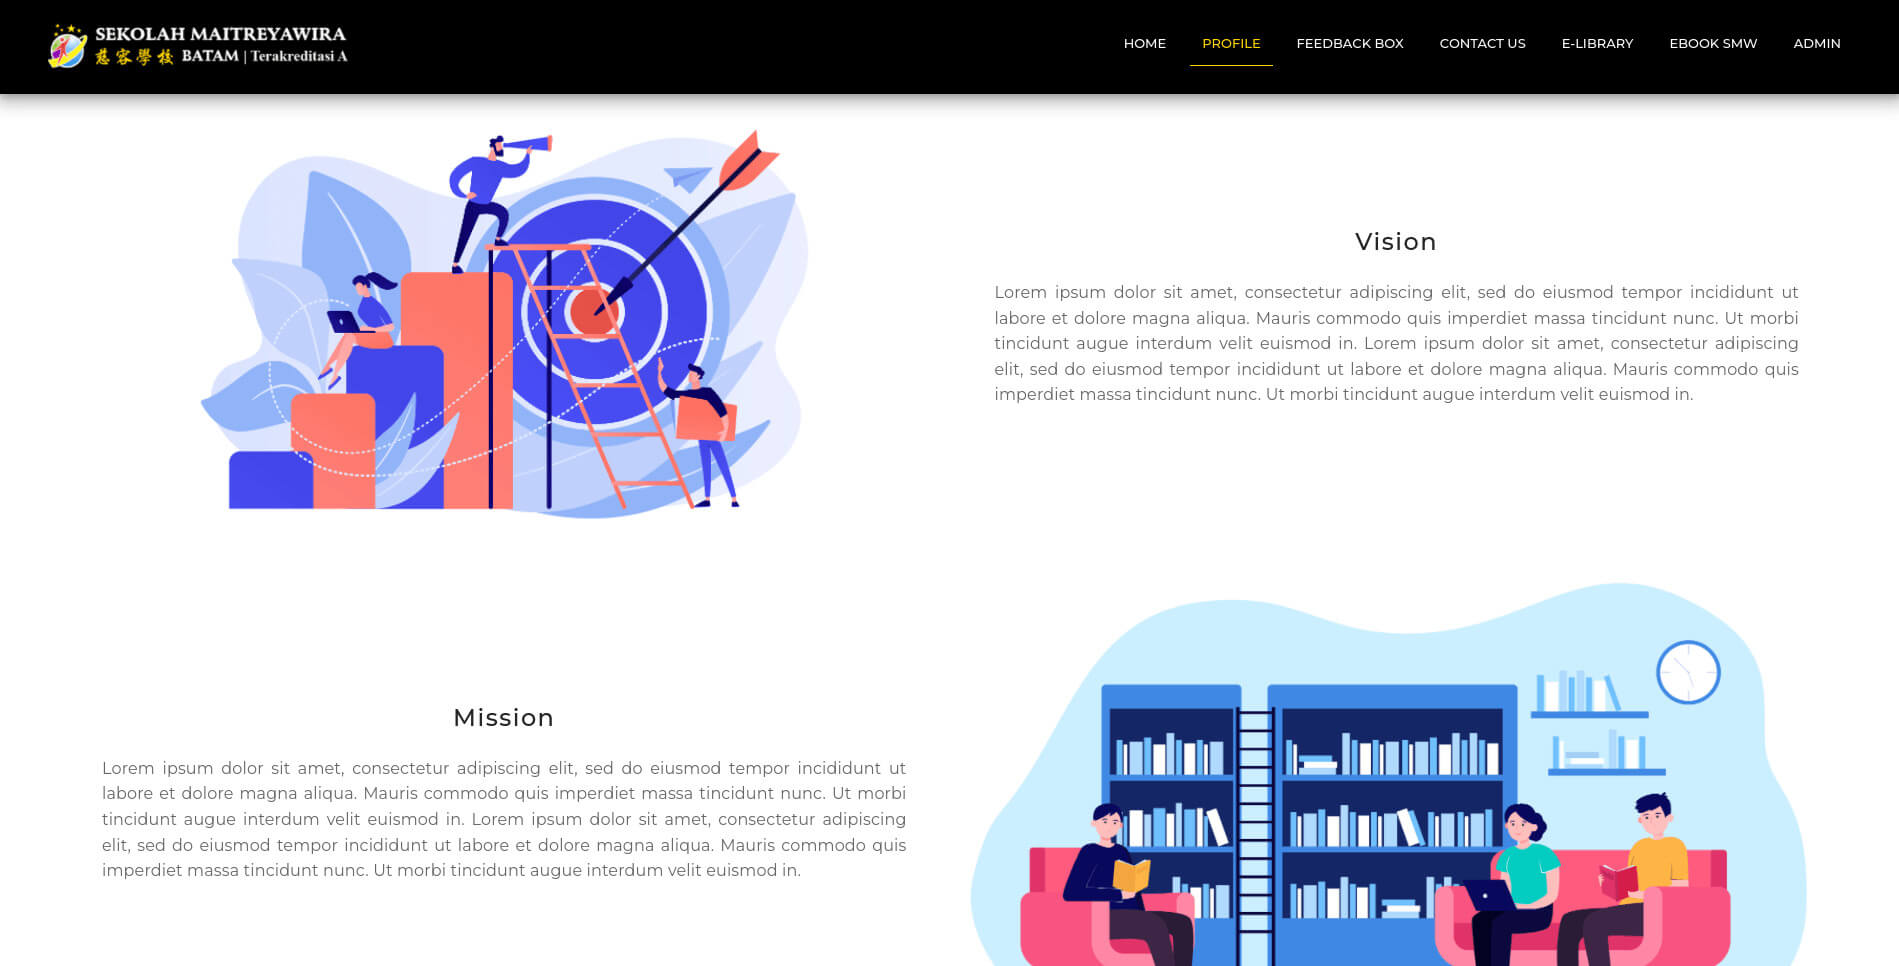 SEKOLAH MAITREYAWIRA
慈容學校 BATAM | Terakreditasi A
HOME PROFILE FEEDBACK BOX CONTACT US E-LIBRARY EBOOK SMW ADMIN
Vision
Lorem ipsum dolor sit amet, consectetur adipiscing elit, sed do eiusmod tempor incididunt ut
labore et dolore magna aliqua. Mauris commodo quis imperdiet massa tincidunt nunc. Ut morbi
tincidunt augue interdum velit euismod in. Lorem ipsum dolor sit amet, consectetur adipiscing
elit, sed do eiusmod tempor incididunt ut labore et dolore magna aliqua. Mauris commodo quis
imperdiet massa tincidunt nunc. Ut morbi tincidunt augue interdum velit euismod in.
Mission
Lorem ipsum dolor sit amet, consectetur adipiscing elit, sed do eiusmod tempor incididunt ut
labore et dolore magna aliqua. Mauris commodo quis imperdiet massa tincidunt nunc. Ut morbi
tincidunt augue interdum velit euismod in. Lorem ipsum dolor sit amet, consectetur adipiscing
elit, sed do eiusmod tempor incididunt ut labore et dolore magna aliqua. Mauris commodo quis
imperdiet massa tincidunt nunc. Ut morbi tincidunt augue interdum velit euismod in.